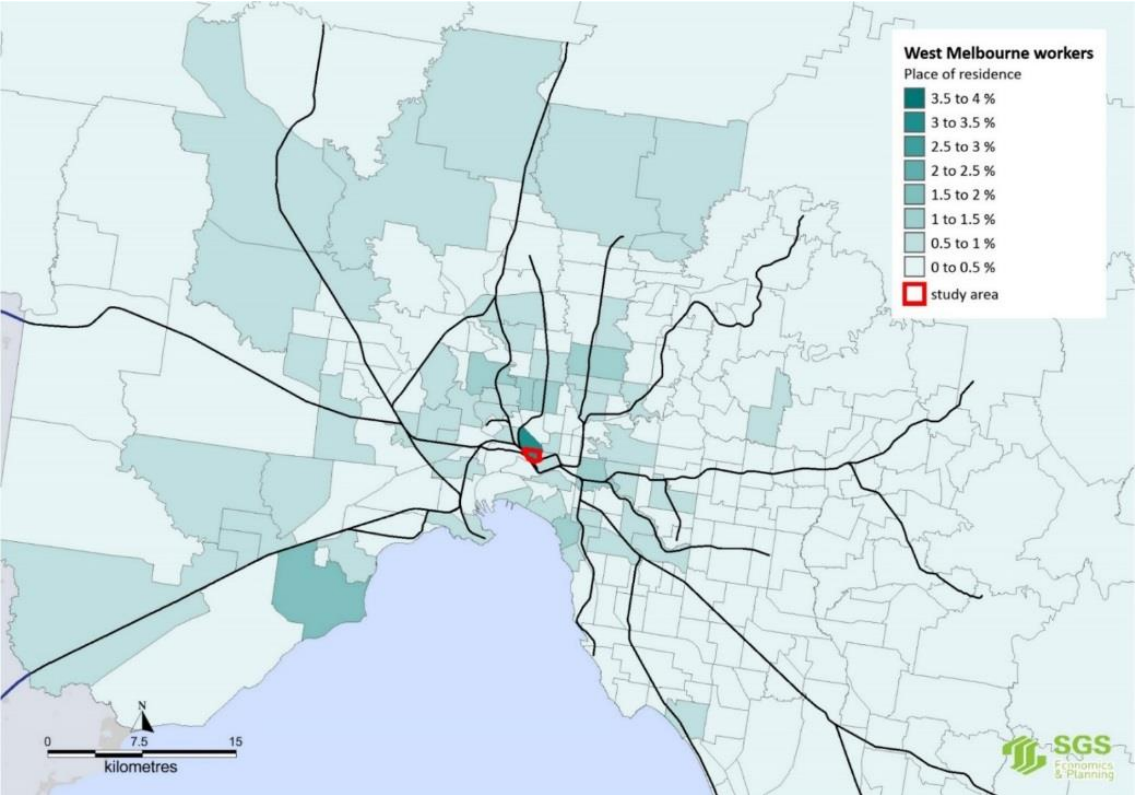 West Melbourne workers
Place of residence
3.5 to 4 %
3 to 3.5 %
2.5 to 3 %
2 to 2.5 %
1.5 to 2 %
1 to 1.5 %
0.5 to 1 %
0 to 0.5 %
study area
N
0 7.5 15
kilometres
SGS
Economics
& Planning